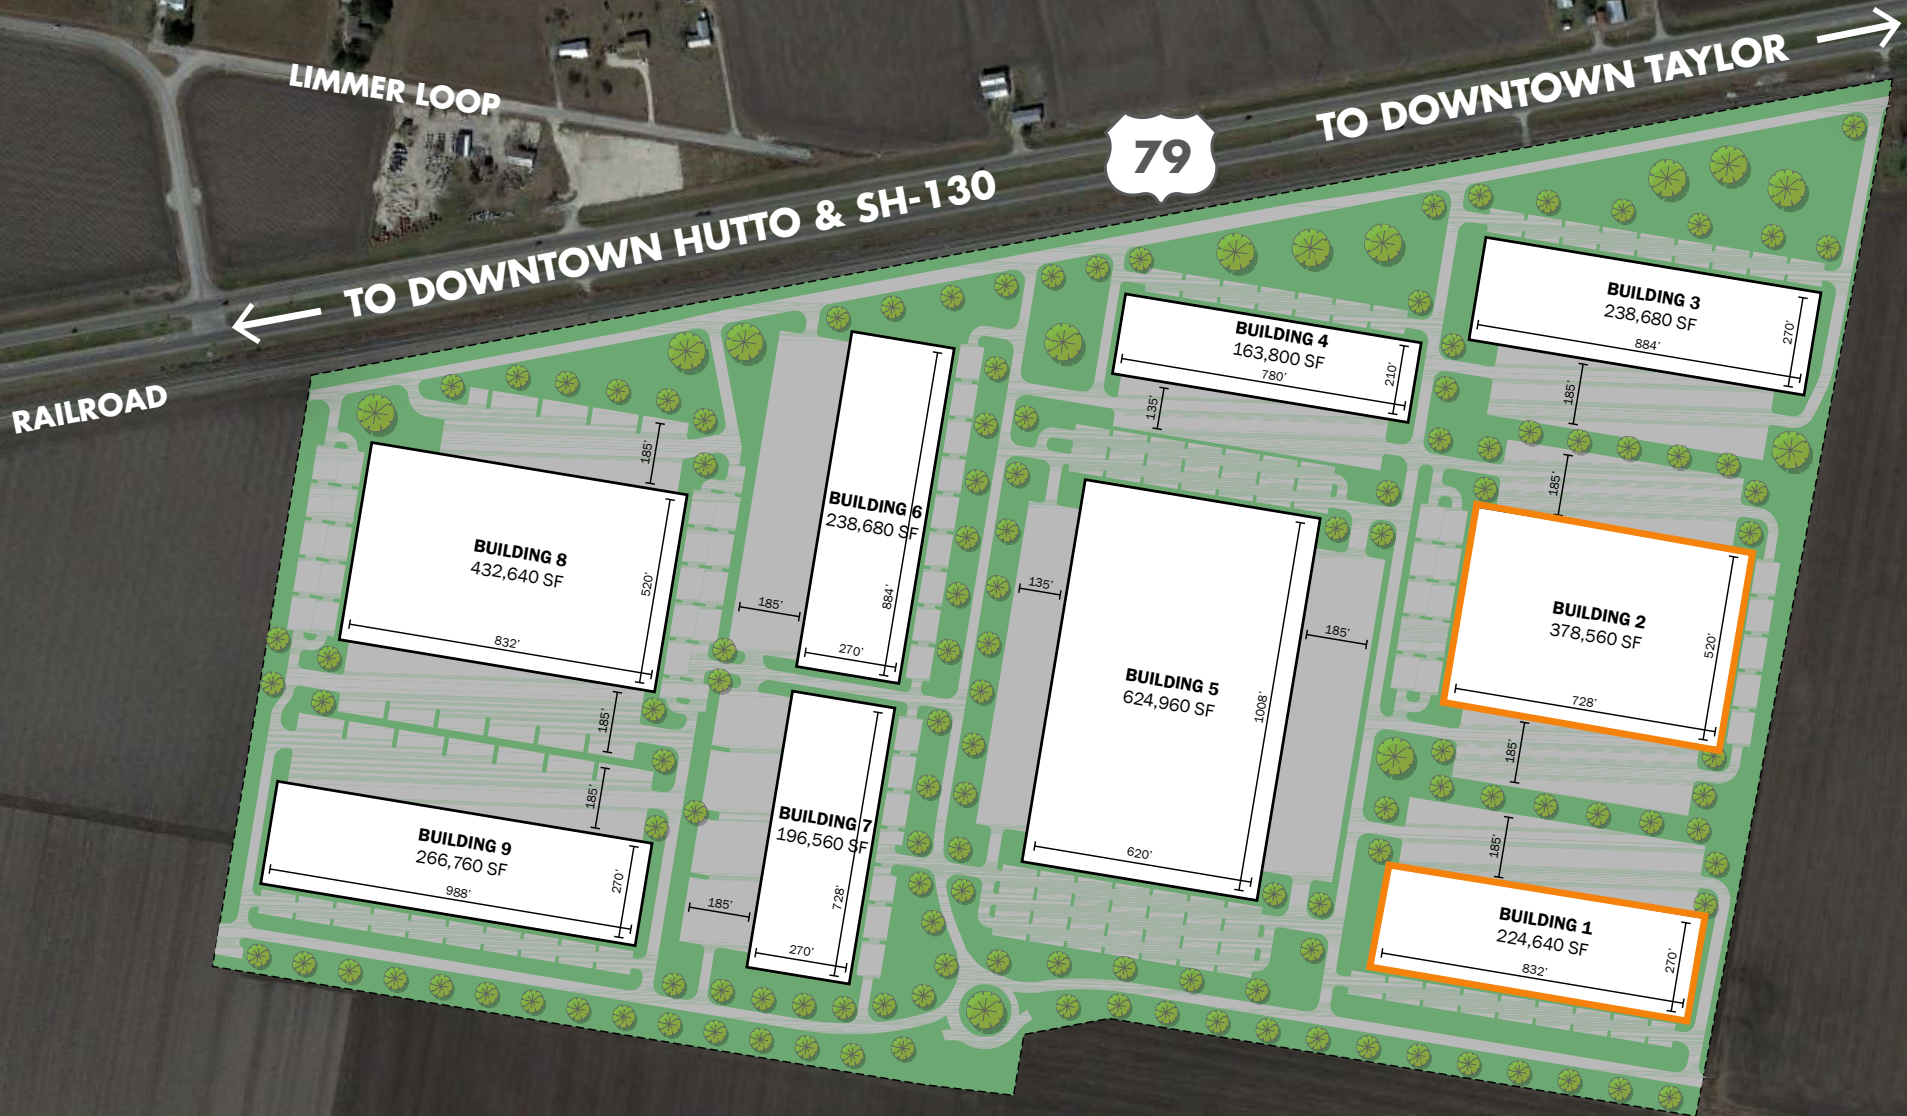 LIMMER LOOP
TO DOWNTOWN TAYLOR
79
TO DOWNTOWN HUTTO & SH-130
RAILROAD
BUILDING 3
238,680 SF
884'
270'
185'
BUILDING 4
163,800 SF
780'
210'
135'
185'
BUILDING 2
378,560 SF
728'
520'
185'
BUILDING 6
238,680 SF
884'
270'
185'
BUILDING 8
432,640 SF
832'
520'
185'
185'
BUILDING 5
624,960 SF
1008'
620'
135'
185'
BUILDING 7
196,560 SF
728'
270'
185'
BUILDING 9
266,760 SF
988'
270'
185'
BUILDING 1
224,640 SF
832'
270'
185'